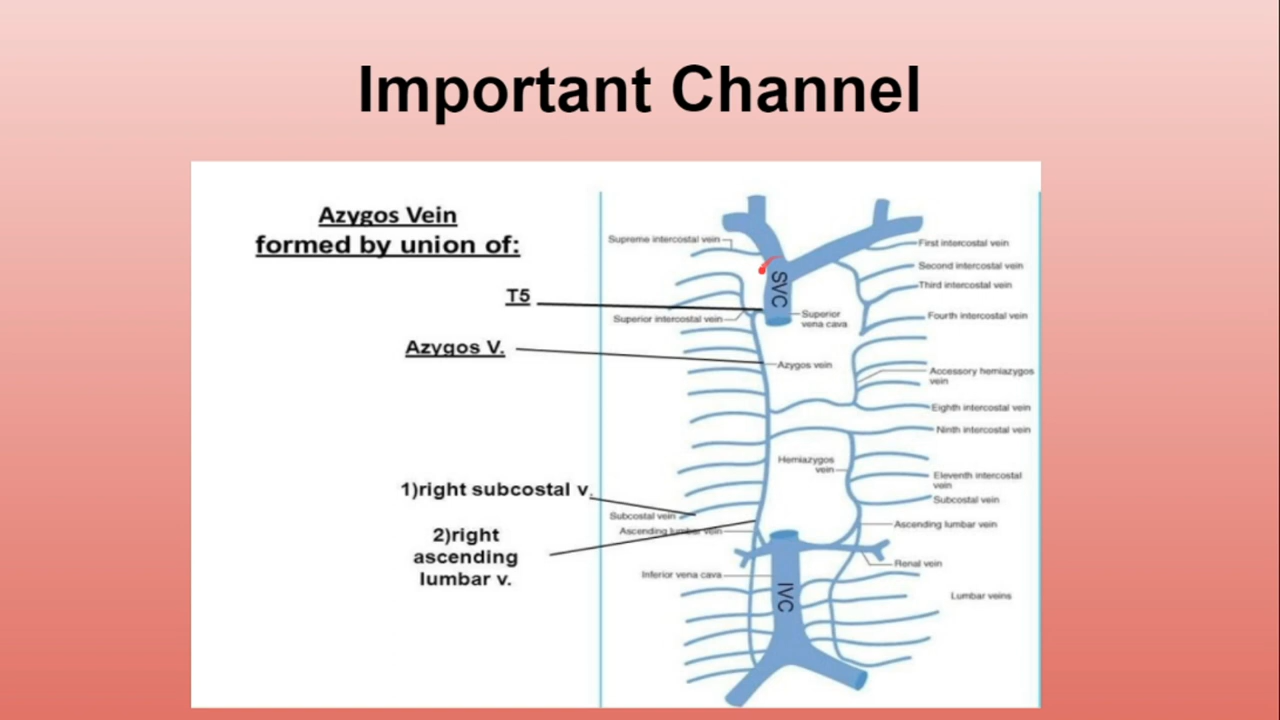 Important Channel
Azygos Vein
formed by union of:
T5
Azygos V.
1)right subcostal v.
2)right
ascending
lumbar v.
Supreme intercostal vein
Superior intercostal vein
Subcostal vein
Ascending lumbar vein
Inferior vena cava
SVC
Superior
vena cava
Azygos vein
Hemiazygos
vein
IVC
First intercostal vein
Second intercostal vein
Third intercostal vein
Fourth intercostal vein
Accessory hemiazygos
vein
Eighth intercostal vein
Ninth intercostal vein
Eleventh intercostal
vein
Subcostal vein
Ascending lumbar vein
Renal vein
Lumbar veins